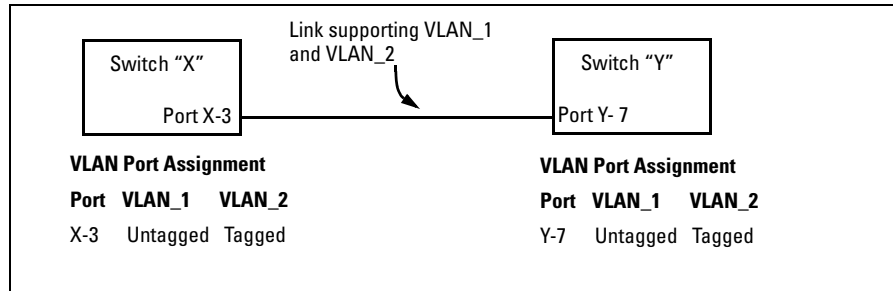 Link supporting VLAN_1
and VLAN_2
Switch “X”
Port X-3
Switch “Y”
Port Y- 7
VLAN Port Assignment
Port VLAN_1 VLAN_2
X-3 Untagged Tagged
VLAN Port Assignment
Port VLAN_1 VLAN_2
Y-7 Untagged Tagged